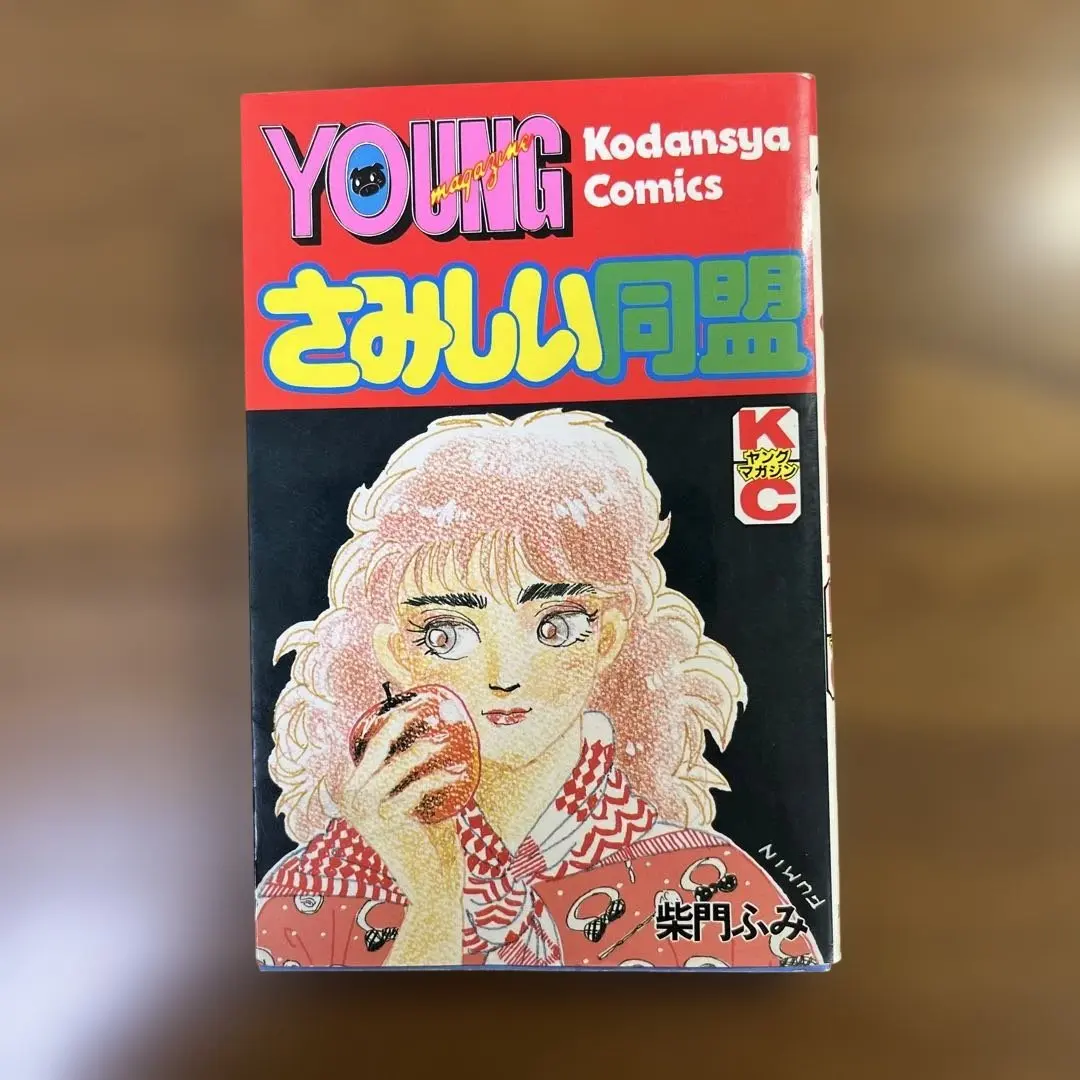 YOUNG
magazine
Kodansya
Comics
さみしい同盟
K
ヤング
マガジン
C
FUMIN
柴門ふみ